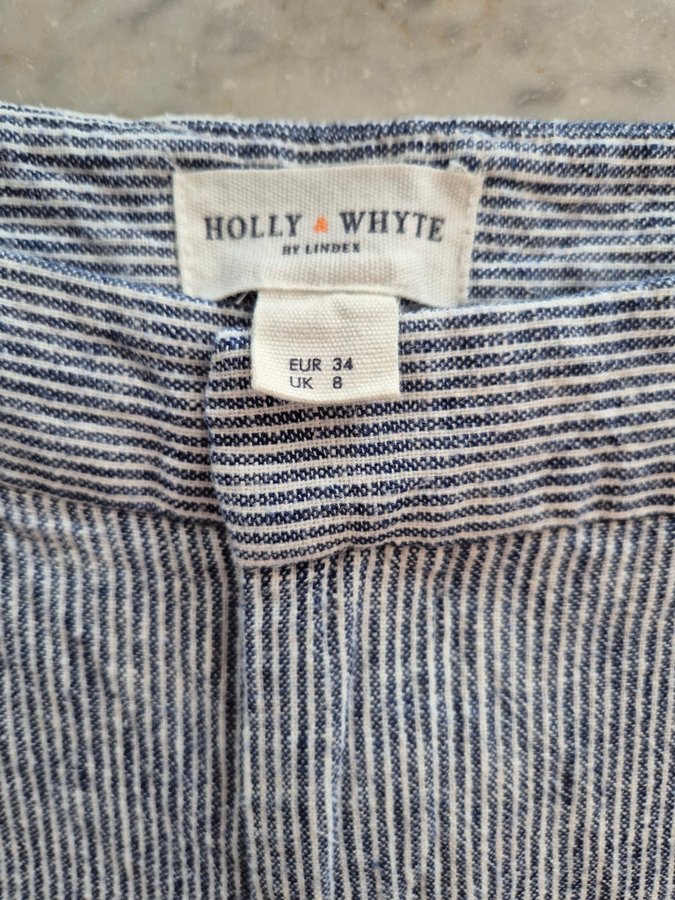 HOLLY & WHYTE
BY LINDEX
EUR 34
UK 8